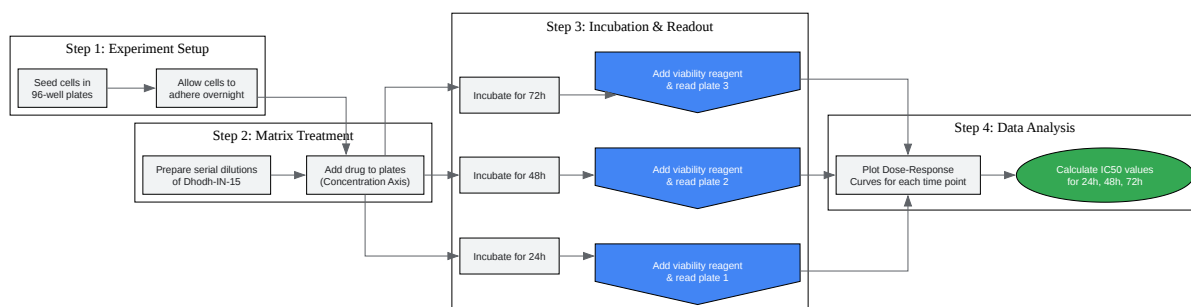 Step 1: Experiment Setup
Seed cells in
96-well plates
Allow cells to
adhere overnight
Step 2: Matrix Treatment
Prepare serial dilutions
of Dhodh-IN-15
Add drug to plates
(Concentration Axis)
Step 3: Incubation & Readout
Incubate for 72h
Add viability reagent
& read plate 3
Incubate for 48h
Add viability reagent
& read plate 2
Incubate for 24h
Add viability reagent
& read plate 1
Step 4: Data Analysis
Plot Dose-Response
Curves for each time point
Calculate IC50 values
for 24h, 48h, 72h